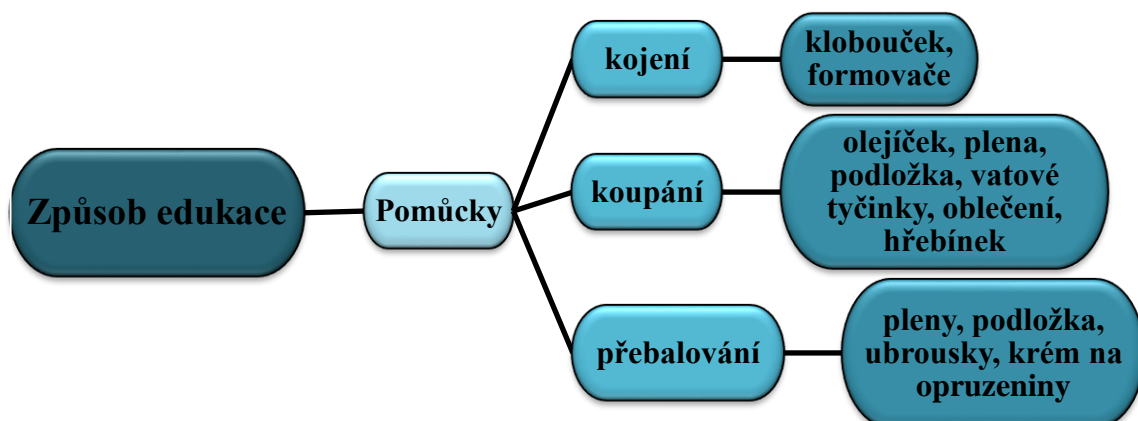 Způsob edukace
Pomůcky
kojení
klobouček,
formovače
koupání
olejíček, plena,
podložka, vatové
tyčinky, oblečení,
hřebínek
přebalování
pleny, podložka,
ubrousky, krém na
opruzeniny